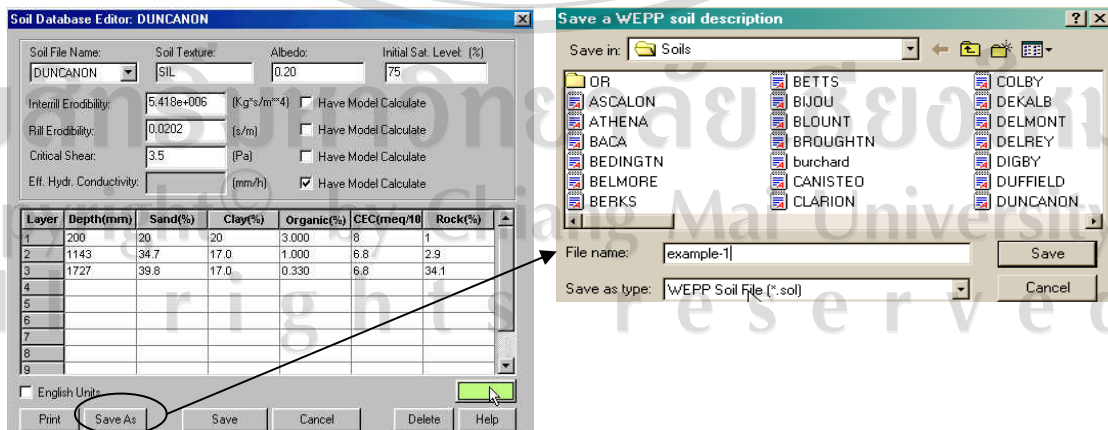 Soil Database Editor: DUNCANON
Soil File Name: Soil Texture: Albedo: Initial Sat. Level: (%)
DUNCANON SIL 0.20 75
Interrill Erodibility: 5.418e+006 (Kg*s/m**4) Have Model Calculate
Rill Erodibility: 0.0202 (s/m) Have Model Calculate
Critical Shear: 3.5 (Pa) Have Model Calculate
Eff. Hydr. Conductivity: (mm/h) Have Model Calculate
Layer Depth(mm) Sand(%) Clay(%) Organic(%) CEC(meq/10 Rock(%)
1 200 20 20 3.000 8 1
2 1143 34.7 17.0 1.000 6.8 2.9
3 1727 39.8 17.0 0.330 6.8 34.1
4
5
6
7
8
9
English Units
Print Save As Save Cancel Delete Help
Save a WEPP soil description
Save in: Soils
OR BETTS COLBY
ASCALON BIJOU DEKALB
ATHENA BLOUNT DELMONT
BACA BROUGHTN DELREY
BEDINGTN burchard DIGBY
BELMORE CANISTEO DUFFIELD
BERKS CLARION DUNCANON
File name: example-1 Save
Save as type: WEPP Soil File (*.sol) Cancel
by Chiang Mai University
rights reserved